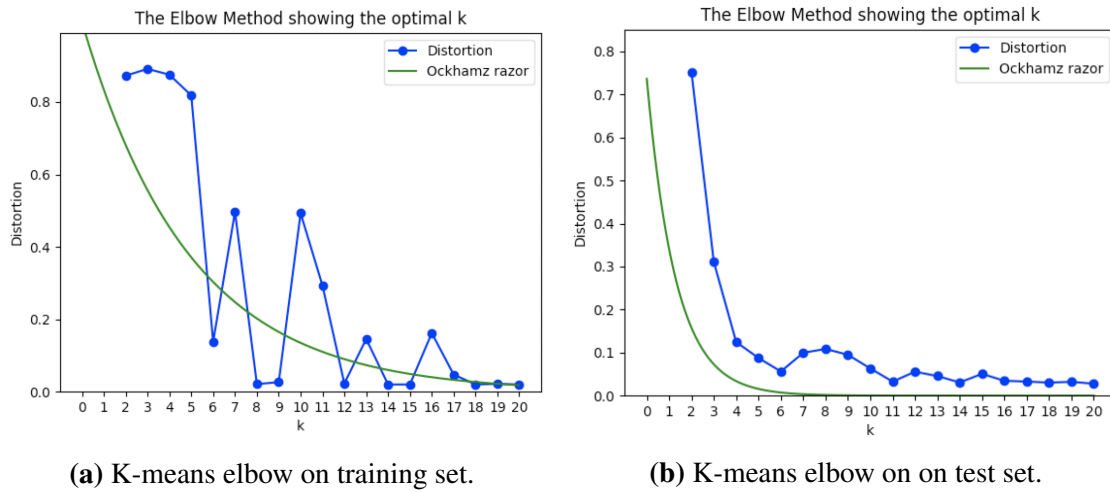 The Elbow Method showing the optimal k
Distortion
Ockhamz razor
Distortion
0.8
0.6
0.4
0.2
0.0
0 1 2 3 4 5 6 7 8 9 10 11 12 13 14 15 16 17 18 19 20
k
(a) K-means elbow on training set.
The Elbow Method showing the optimal k
Distortion
Ockhamz razor
Distortion
0.8
0.7
0.6
0.5
0.4
0.3
0.2
0.1
0.0
0 1 2 3 4 5 6 7 8 9 10 11 12 13 14 15 16 17 18 19 20
k
(b) K-means elbow on on test set.